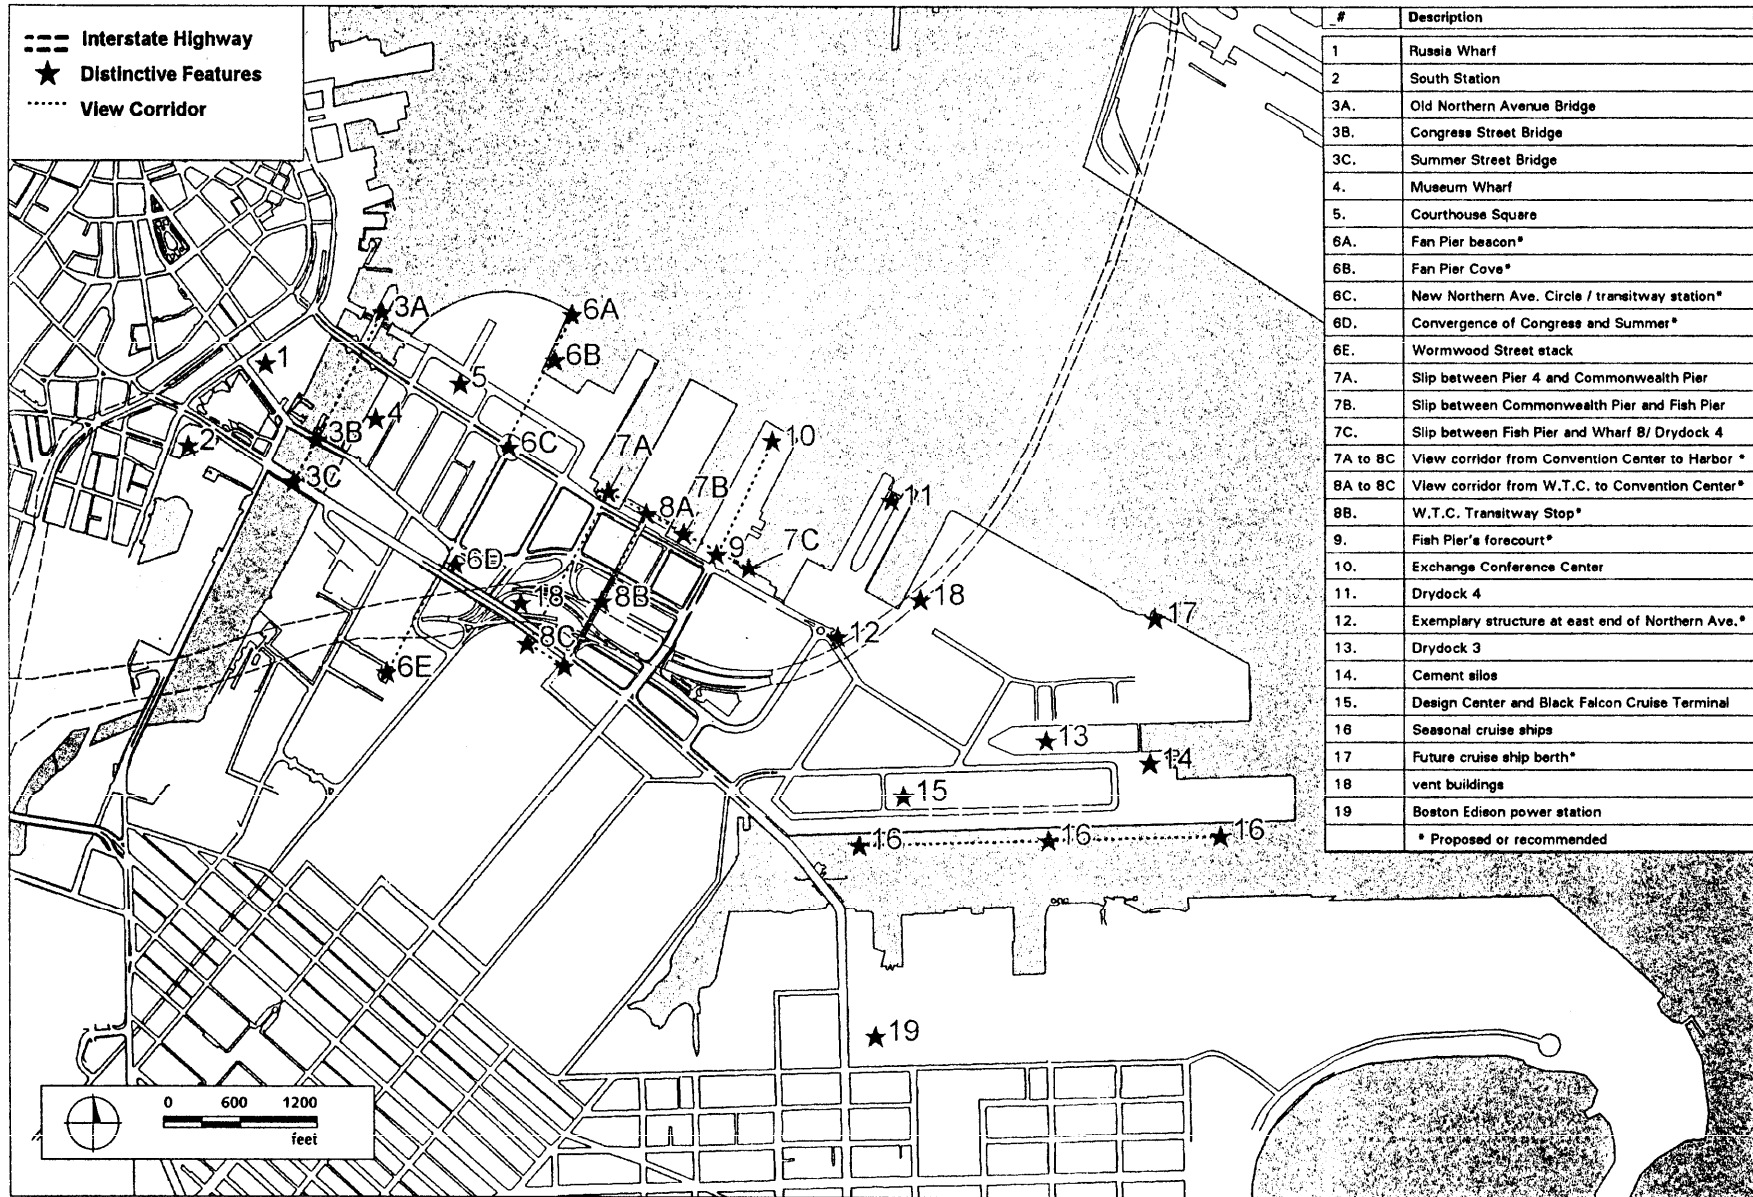 Interstate Highway
Distinctive Features
View Corridor
# Description
1 Russia Wharf
2 South Station
3A. Old Northern Avenue Bridge
3B. Congress Street Bridge
3C. Summer Street Bridge
4. Museum Wharf
5. Courthouse Square
6A. Fan Pier beacon*
6B. Fan Pier Cove*
6C. New Northern Ave. Circle / transitway station*
6D. Convergence of Congress and Summer*
6E. Wormwood Street stack
7A. Slip between Pier 4 and Commonwealth Pier
7B. Slip between Commonwealth Pier and Fish Pier
7C. Slip between Fish Pier and Wharf 8/ Drydock 4
7A to 8C View corridor from Convention Center to Harbor *
8A to 8C View corridor from W.T.C. to Convention Center*
8B. W.T.C. Transitway Stop*
9. Fish Pier's forecourt*
10. Exchange Conference Center
11. Drydock 4
12. Exemplary structure at east end of Northern Ave.*
13. Drydock 3
14. Cement silos
15. Design Center and Black Falcon Cruise Terminal
16 Seasonal cruise ships
17 Future cruise ship berth*
18 vent buildings
19 Boston Edison power station
* Proposed or recommended
3A
6A
6B
1
5
4
3B
2
6C
10
7A
3C
7B
11
8A
9
7C
6D
18
8B
18
17
12
8C
6E
13
14
15
16
16
16
19
0 600 1200
feet